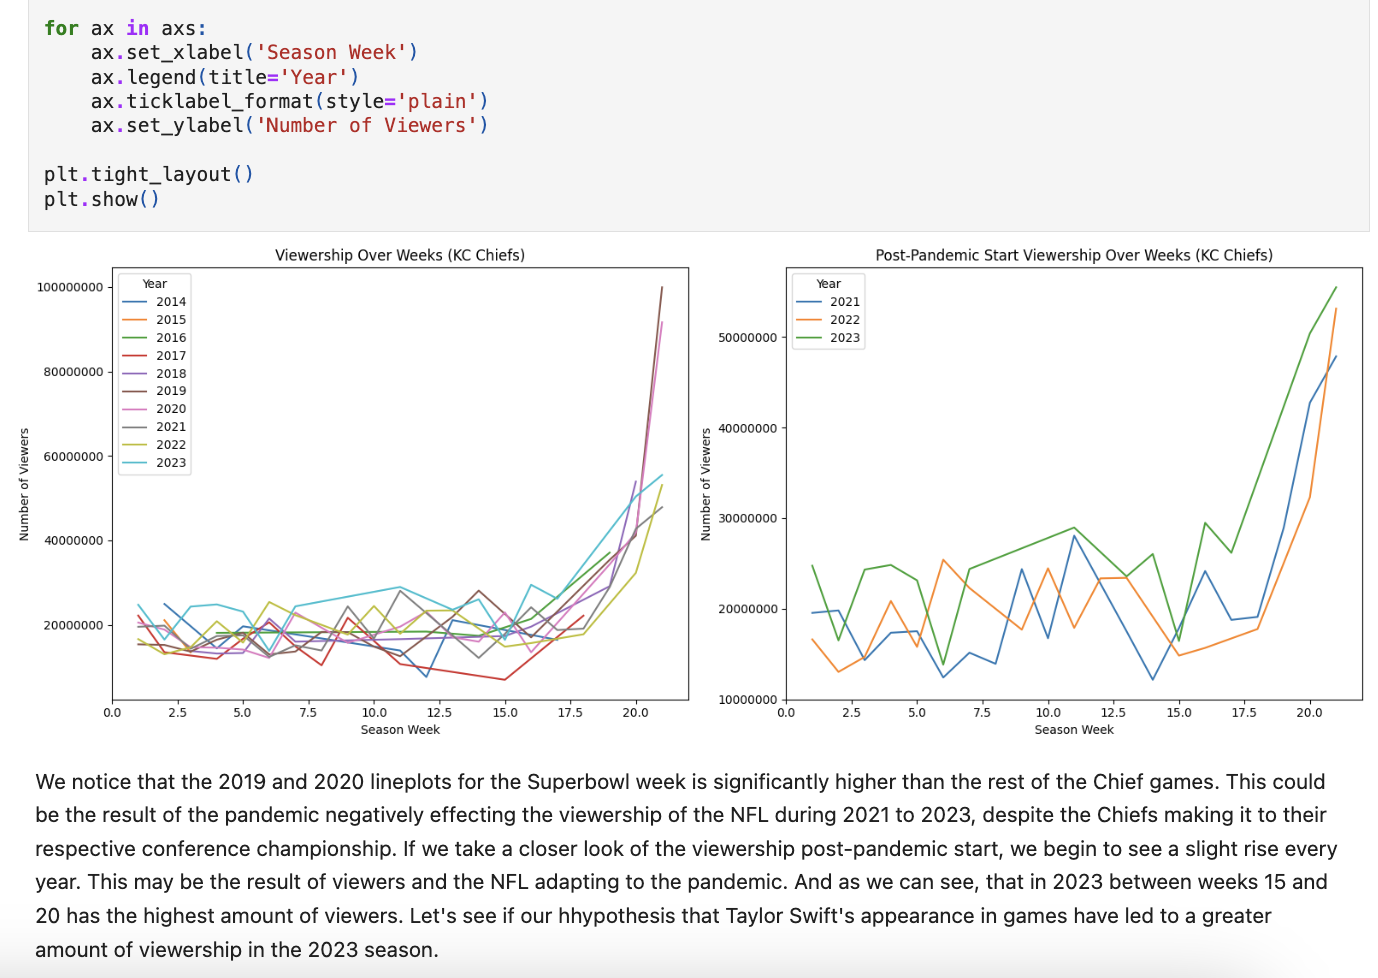 for ax in axs:
    ax.set_xlabel('Season Week')
    ax.legend(title='Year')
    ax.ticklabel_format(style='plain')
    ax.set_ylabel('Number of Viewers')
plt.tight_layout()
plt.show()
Viewership Over Weeks (KC Chiefs)
Year
2014
2015
2016
2017
2018
2019
2020
2021
2022
2023
100000000
80000000
60000000
40000000
20000000
Number of Viewers
0.0 2.5 5.0 7.5 10.0 12.5 15.0 17.5 20.0
Season Week
Post-Pandemic Start Viewership Over Weeks (KC Chiefs)
Year
2021
2022
2023
50000000
40000000
30000000
20000000
10000000
Number of Viewers
0.0 2.5 5.0 7.5 10.0 12.5 15.0 17.5 20.0
Season Week
We notice that the 2019 and 2020 lineplots for the Superbowl week is significantly higher than the rest of the Chief games. This could
be the result of the pandemic negatively effecting the viewership of the NFL during 2021 to 2023, despite the Chiefs making it to their
respective conference championship. If we take a closer look of the viewership post-pandemic start, we begin to see a slight rise every
year. This may be the result of viewers and the NFL adapting to the pandemic. And as we can see, that in 2023 between weeks 15 and
20 has the highest amount of viewers. Let's see if our hhypothesis that Taylor Swift's appearance in games have led to a greater
amount of viewership in the 2023 season.